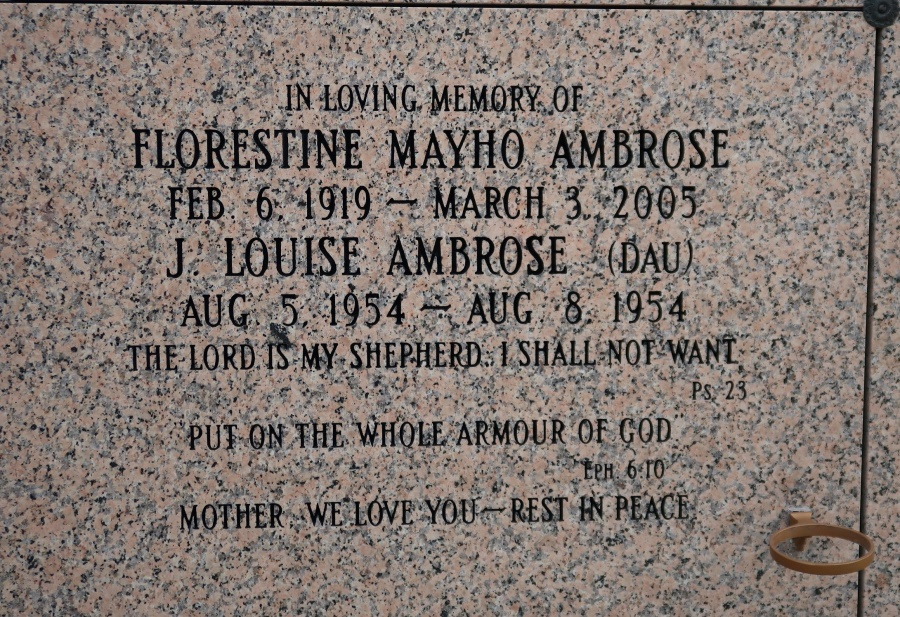 IN LOVING MEMORY OF
FLORESTINE MAYHO AMBROSE
FEB. 6, 1919 — MARCH 3, 2005
J. LOUISE AMBROSE (DAU)
AUG. 5, 1954 — AUG. 8, 1954
THE LORD IS MY SHEPHERD, I SHALL NOT WANT,
PS. 23
PUT ON THE WHOLE ARMOUR OF GOD
EPH. 6:10
MOTHER, WE LOVE YOU — REST IN PEACE.